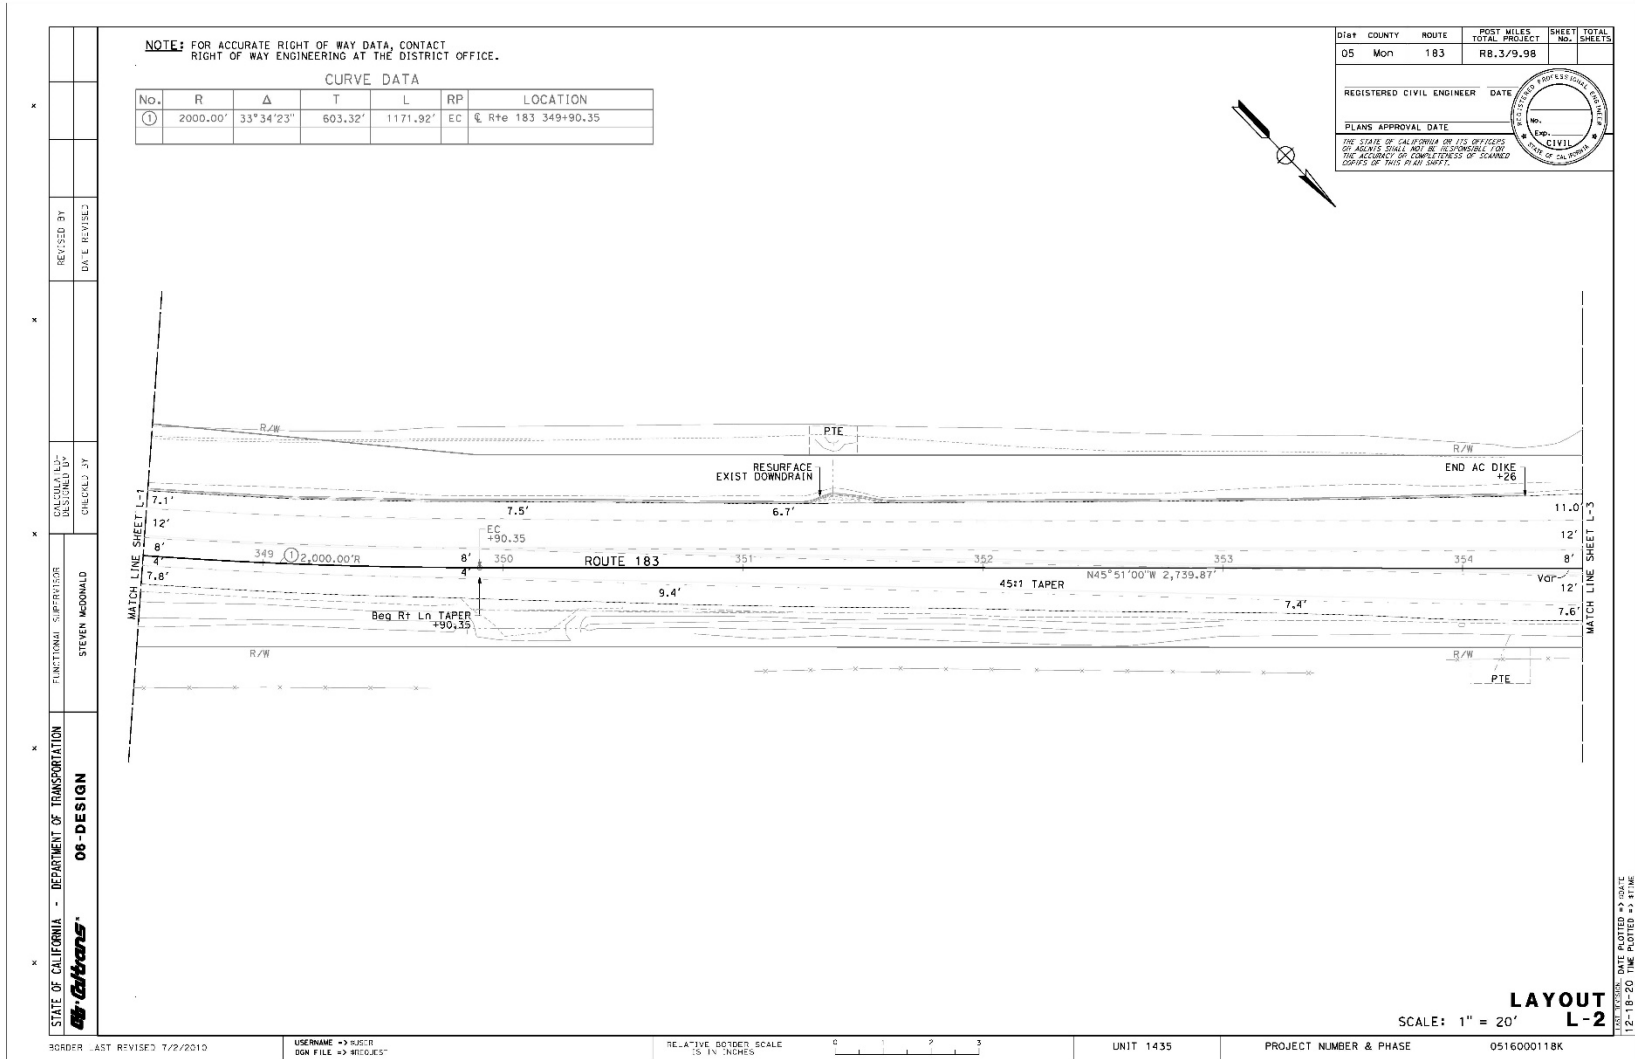 NOTE: FOR ACCURATE RIGHT OF WAY DATA, CONTACT
RIGHT OF WAY ENGINEERING AT THE DISTRICT OFFICE.
CURVE DATA
No. R Δ T L RP LOCATION
1 2000.00' 33°34'23" 603.32' 1171.92' EC ℄ Rte 183 349+90.35
Dist COUNTY ROUTE POST MILES TOTAL PROJECT SHEET No. TOTAL SHEETS
05 Mon 183 R8.3/9.98
REGISTERED CIVIL ENGINEER DATE
PLANS APPROVAL DATE
THE STATE OF CALIFORNIA OR ITS OFFICERS
OR AGENTS SHALL NOT BE RESPONSIBLE FOR
THE ACCURACY OR COMPLETENESS OF SCANNED
COPIES OF THIS PLAN SHEET.
REGISTERED PROFESSIONAL ENGINEER
No.
Exp.
CIVIL
STATE OF CALIFORNIA
REVISED BY
DATE REVISED
CALCULATED-
DESIGNED BY
CHECKED BY
FUNCTIONAL SUPERVISOR
STEVEN McDONALD
STATE OF CALIFORNIA - DEPARTMENT OF TRANSPORTATION
06-DESIGN
Caltrans
MATCH LINE SHEET L-1
R/W
PTE
R/W
RESURFACE
EXIST DOWNDRAIN
END AC DIKE
+26
7.1'
7.5'
6.7'
11.0'
12'
EC
+90.35
12'
8'
349 1 2,000.00'R
8'
350
ROUTE 183
351
352
353
354
8'
4'
4'
N45°51'00"W 2,739.87'
Var
7.8'
45:1 TAPER
12'
9.4'
7.4'
7.6'
Beg Rt Ln TAPER
+90.35
R/W
R/W
PTE
MATCH LINE SHEET L-3
LAYOUT
SCALE: 1" = 20' L-2
LAST REVISION DATE PLOTTED => $DATE
12-18-20 TIME PLOTTED => $TIME
BORDER LAST REVISED 7/2/2010
USERNAME => $USER
DGN FILE => $REQUEST
RELATIVE BORDER SCALE
IS IN INCHES
0 1 2 3
UNIT 1435
PROJECT NUMBER & PHASE
0516000118K